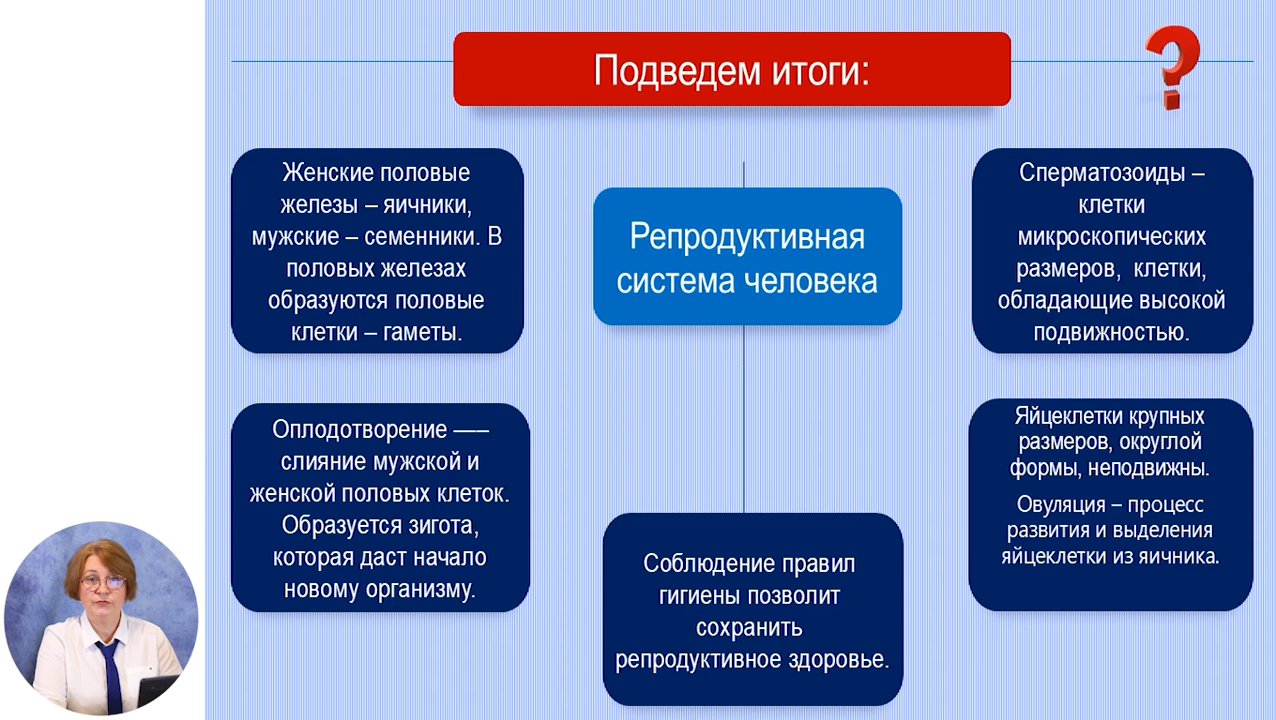 Подведем итоги:
Женские половые
железы – яичники,
мужские – семенники. В
половых железах
образуются половые
клетки – гаметы.
Репродуктивная
система человека
Сперматозоиды –
клетки
микроскопических
размеров,  клетки,
обладающие высокой
подвижностью.
Оплодотворение —–
слияние мужской и
женской половых клеток.
Образуется зигота,
которая даст начало
новому организму.
Соблюдение правил
гигиены позволит
сохранить
репродуктивное здоровье.
Яйцеклетки крупных
размеров, округлой
формы, неподвижны.
Овуляция – процесс
развития и выделения
яйцеклетки из яичника.